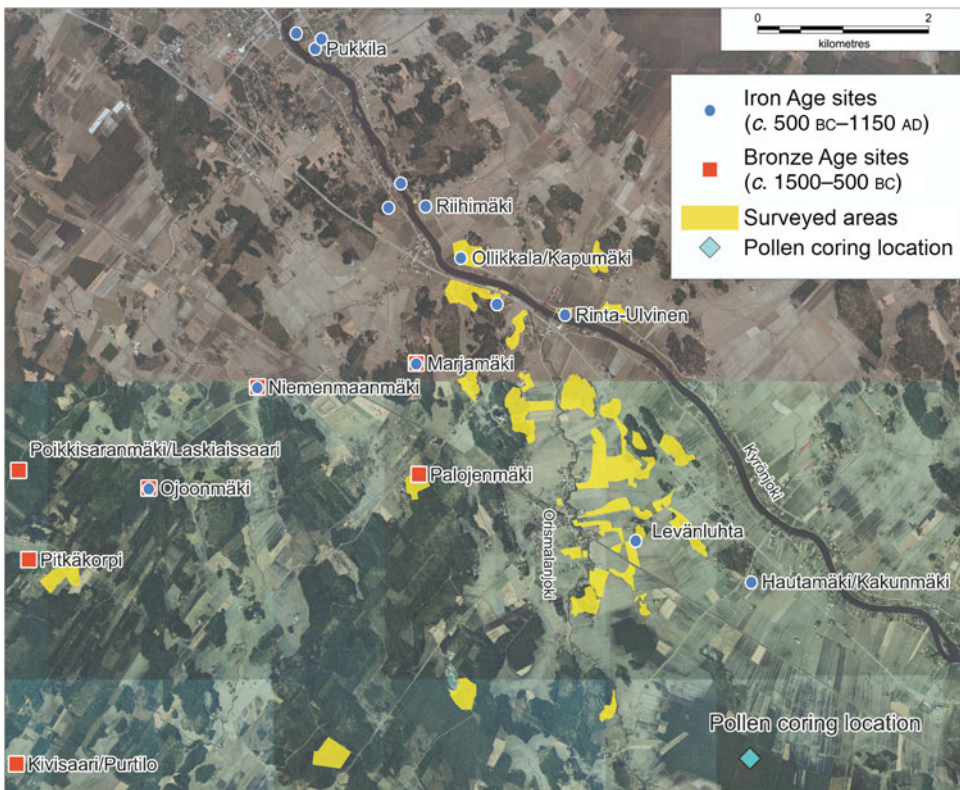 0 2
kilometres
Iron Age sites
(c. 500 BC–1150 AD)
Bronze Age sites
(c. 1500–500 BC)
Surveyed areas
Pollen coring location
Pukkila
Riihimäki
Ollikkala/Kapumäki
Rinta-Ulvinen
Marjamäki
Niemenmaanmäki
Poikkisaranmäki/Laskiaissaari
Palojenmäki
Ojoonmäki
Kyrönjoki
Orismalanjoki
Levänluhta
Pitkäkorpi
Hautamäki/Kakunmäki
Pollen coring location
Kivisaari/Purtilo